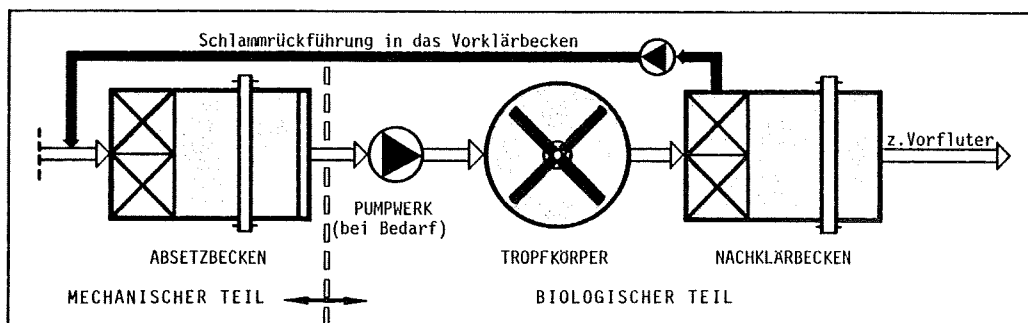 Schlammrückführung in das Vorklärbecken
z.Vorfluter
PUMPWERK
(bei Bedarf)
ABSETZBECKEN
TROPFKÖRPER
NACHKLÄRBECKEN
MECHANISCHER TEIL
BIOLOGISCHER TEIL